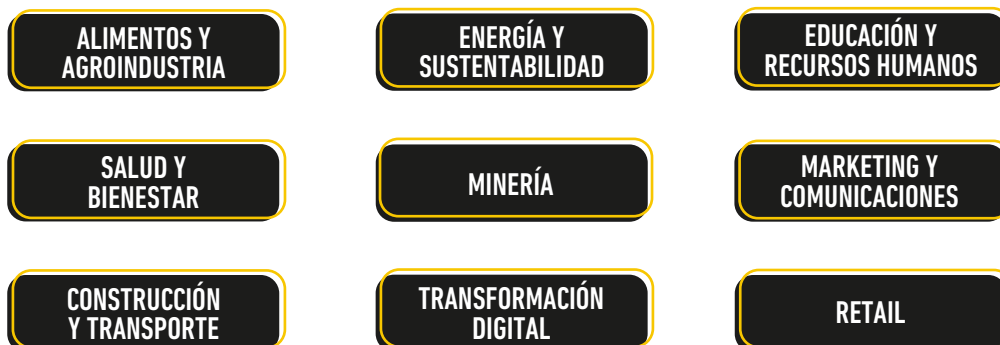 ALIMENTOS Y
AGROINDUSTRIA
ENERGÍA Y
SUSTENTABILIDAD
EDUCACIÓN Y
RECURSOS HUMANOS
SALUD Y
BIENESTAR
MINERÍA
MARKETING Y
COMUNICACIONES
CONSTRUCCIÓN
Y TRANSPORTE
TRANSFORMACIÓN
DIGITAL
RETAIL